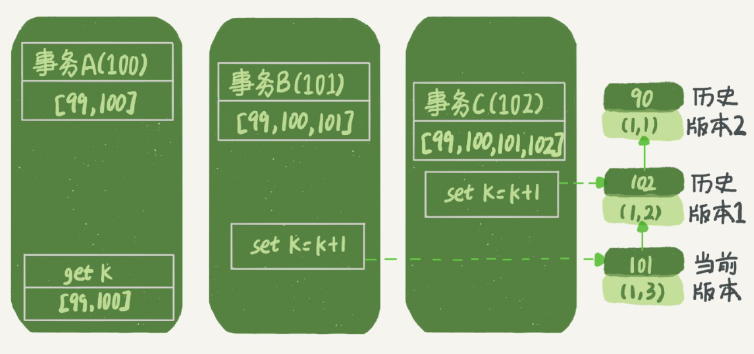 事务A(100)
[99,100]
get k
[99,100]
事务B(101)
[99,100,101]
set k=k+1
事务C(102)
[99,100,101,102]
set k=k+1
90
(1,1)
历史
版本2
102
(1,2)
历史
版本1
101
(1,3)
当前
版本